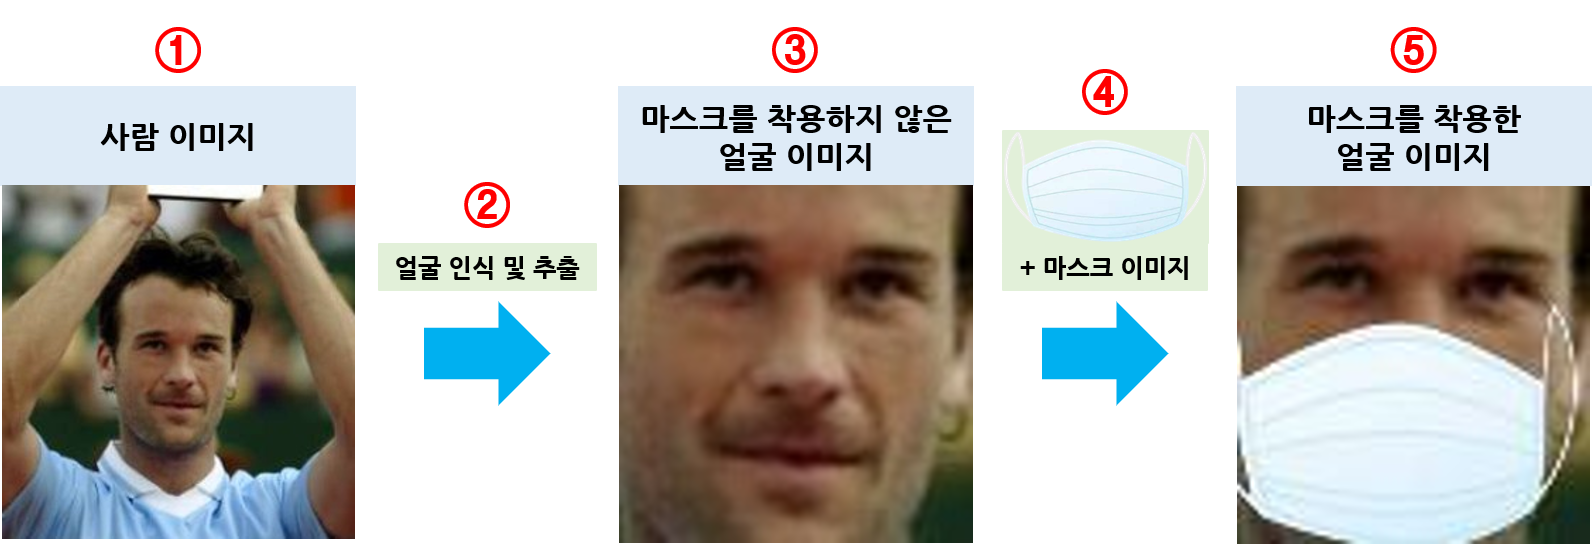 ①
사람 이미지
②
얼굴 인식 및 추출
③
마스크를 착용하지 않은
얼굴 이미지
④
+ 마스크 이미지
⑤
마스크를 착용한
얼굴 이미지